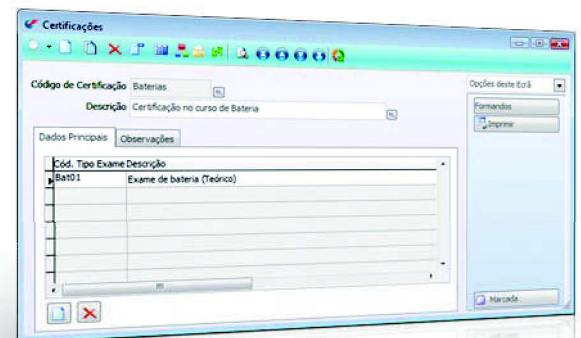 Certificações
Código de Certificação Baterias
Descrição Certificação no curso de Bateria
Opções deste Ecrã
Formandos
Imprimir
Dados Principais Observações
Cód. Tipo Exame Descrição
Bat01 Exame de bateria (Teórico)
Marcada